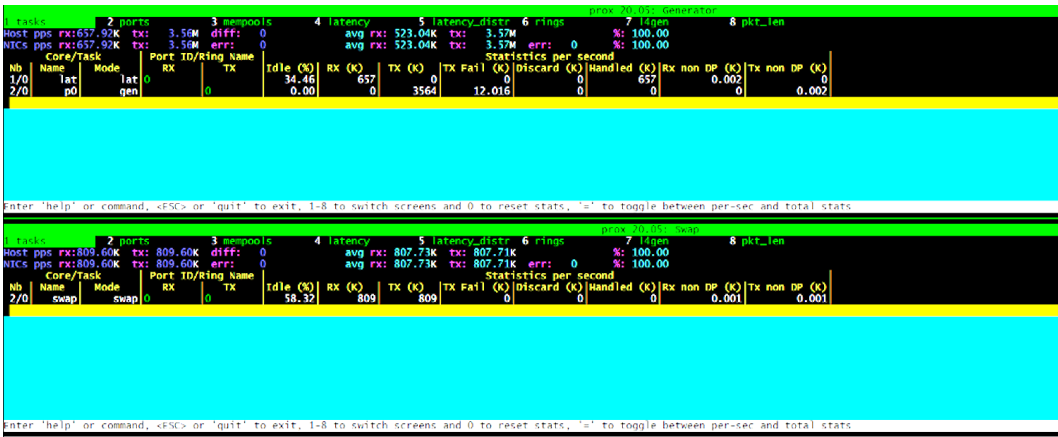 prox 20.05: Generator
1 tasks 2 ports 3 mempools 4 latency 5 latency_distr 6 rings 7 l4gen 8 pkt_len
Host pps rx:657.92K tx: 3.56M diff: 0 avg rx: 523.04K tx: 3.57M %: 100.00
NICs pps rx:657.92K tx: 3.56M err: 0 avg rx: 523.04K tx: 3.57M err: 0 %: 100.00
Core/Task Port ID/Ring Name Statistics per second
Nb Name Mode RX TX Idle (%) RX (K) TX (K) TX Fail (K) Discard (K) Handled (K) Rx non DP (K) Tx non DP (K)
1/0 lat lat 0 34.46 657 0 0 0 657 0.002 0
2/0 p0 gen 0 0.00 0 3564 12.016 0 0 0 0.002
Enter 'help' or command, <ESC> or 'quit' to exit, 1-8 to switch screens and 0 to reset stats, '=' to toggle between per-sec and total stats
prox 20.05: Swap
1 tasks 2 ports 3 mempools 4 latency 5 latency_distr 6 rings 7 l4gen 8 pkt_len
Host pps rx:809.60K tx: 809.60K diff: 0 avg rx: 807.73K tx: 807.71K %: 100.00
NICs pps rx:809.60K tx: 809.60K err: 0 avg rx: 807.73K tx: 807.71K err: 0 %: 100.00
Core/Task Port ID/Ring Name Statistics per second
Nb Name Mode RX TX Idle (%) RX (K) TX (K) TX Fail (K) Discard (K) Handled (K) Rx non DP (K) Tx non DP (K)
2/0 swap swap 0 0 58.32 809 809 0 0 0 0.001 0.001
Enter 'help' or command, <ESC> or 'quit' to exit, 1-8 to switch screens and 0 to reset stats, '=' to toggle between per-sec and total stats